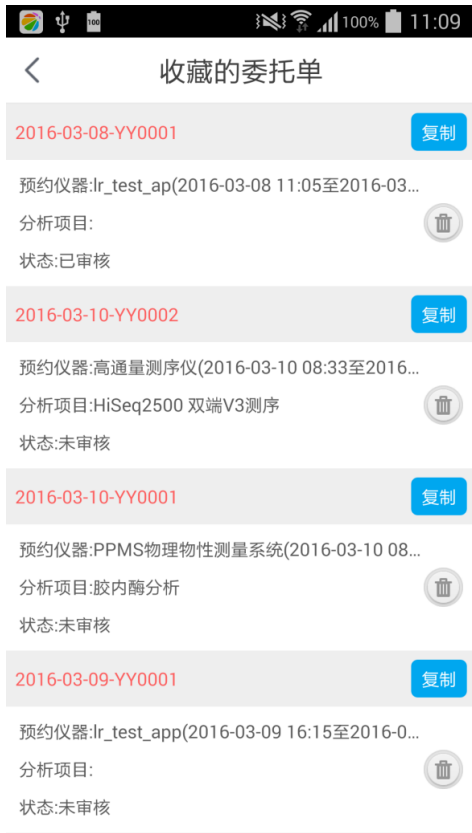 100
100% 11:09
收藏的委托单
2016-03-08-YY0001 复制
预约仪器:lr_test_ap(2016-03-08 11:05至2016-03...
分析项目:
状态:已审核
2016-03-10-YY0002 复制
预约仪器:高通量测序仪(2016-03-10 08:33至2016...
分析项目:HiSeq2500 双端V3测序
状态:未审核
2016-03-10-YY0001 复制
预约仪器:PPMS物理物性测量系统(2016-03-10 08...
分析项目:胶内酶分析
状态:未审核
2016-03-09-YY0001 复制
预约仪器:lr_test_app(2016-03-09 16:15至2016-0...
分析项目:
状态:未审核